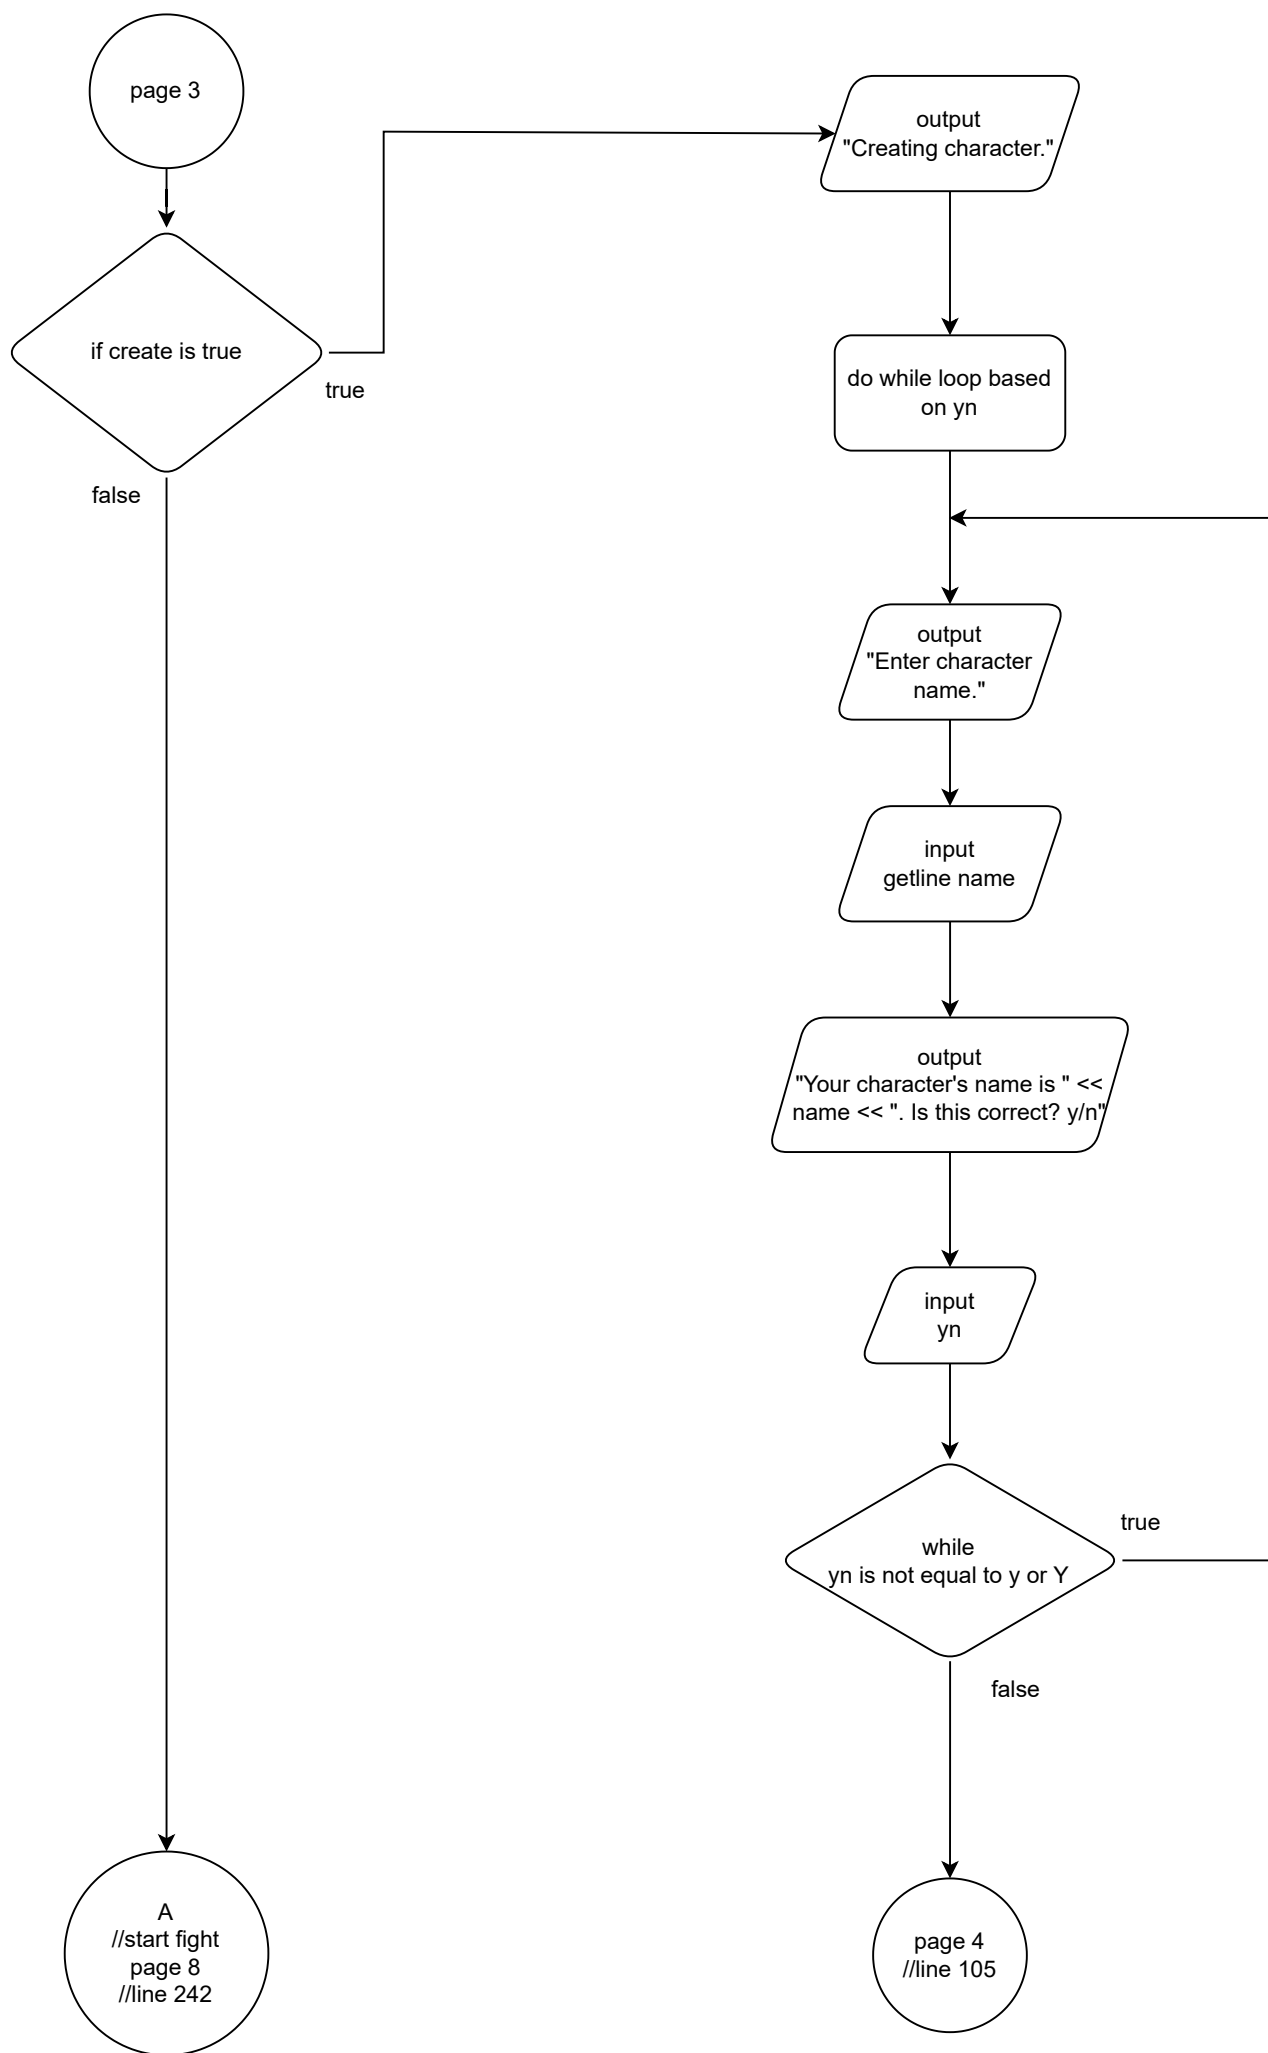 page 3
if create is true
true
false
A
//start fight
page 8
//line 242
output
"Creating character."
do while loop based
on yn
output
"Enter character
name."
input
getline name
output
"Your character's name is " <<
name << ". Is this correct? y/n"
input
yn
while
yn is not equal to y or Y
true
false
page 4
//line 105